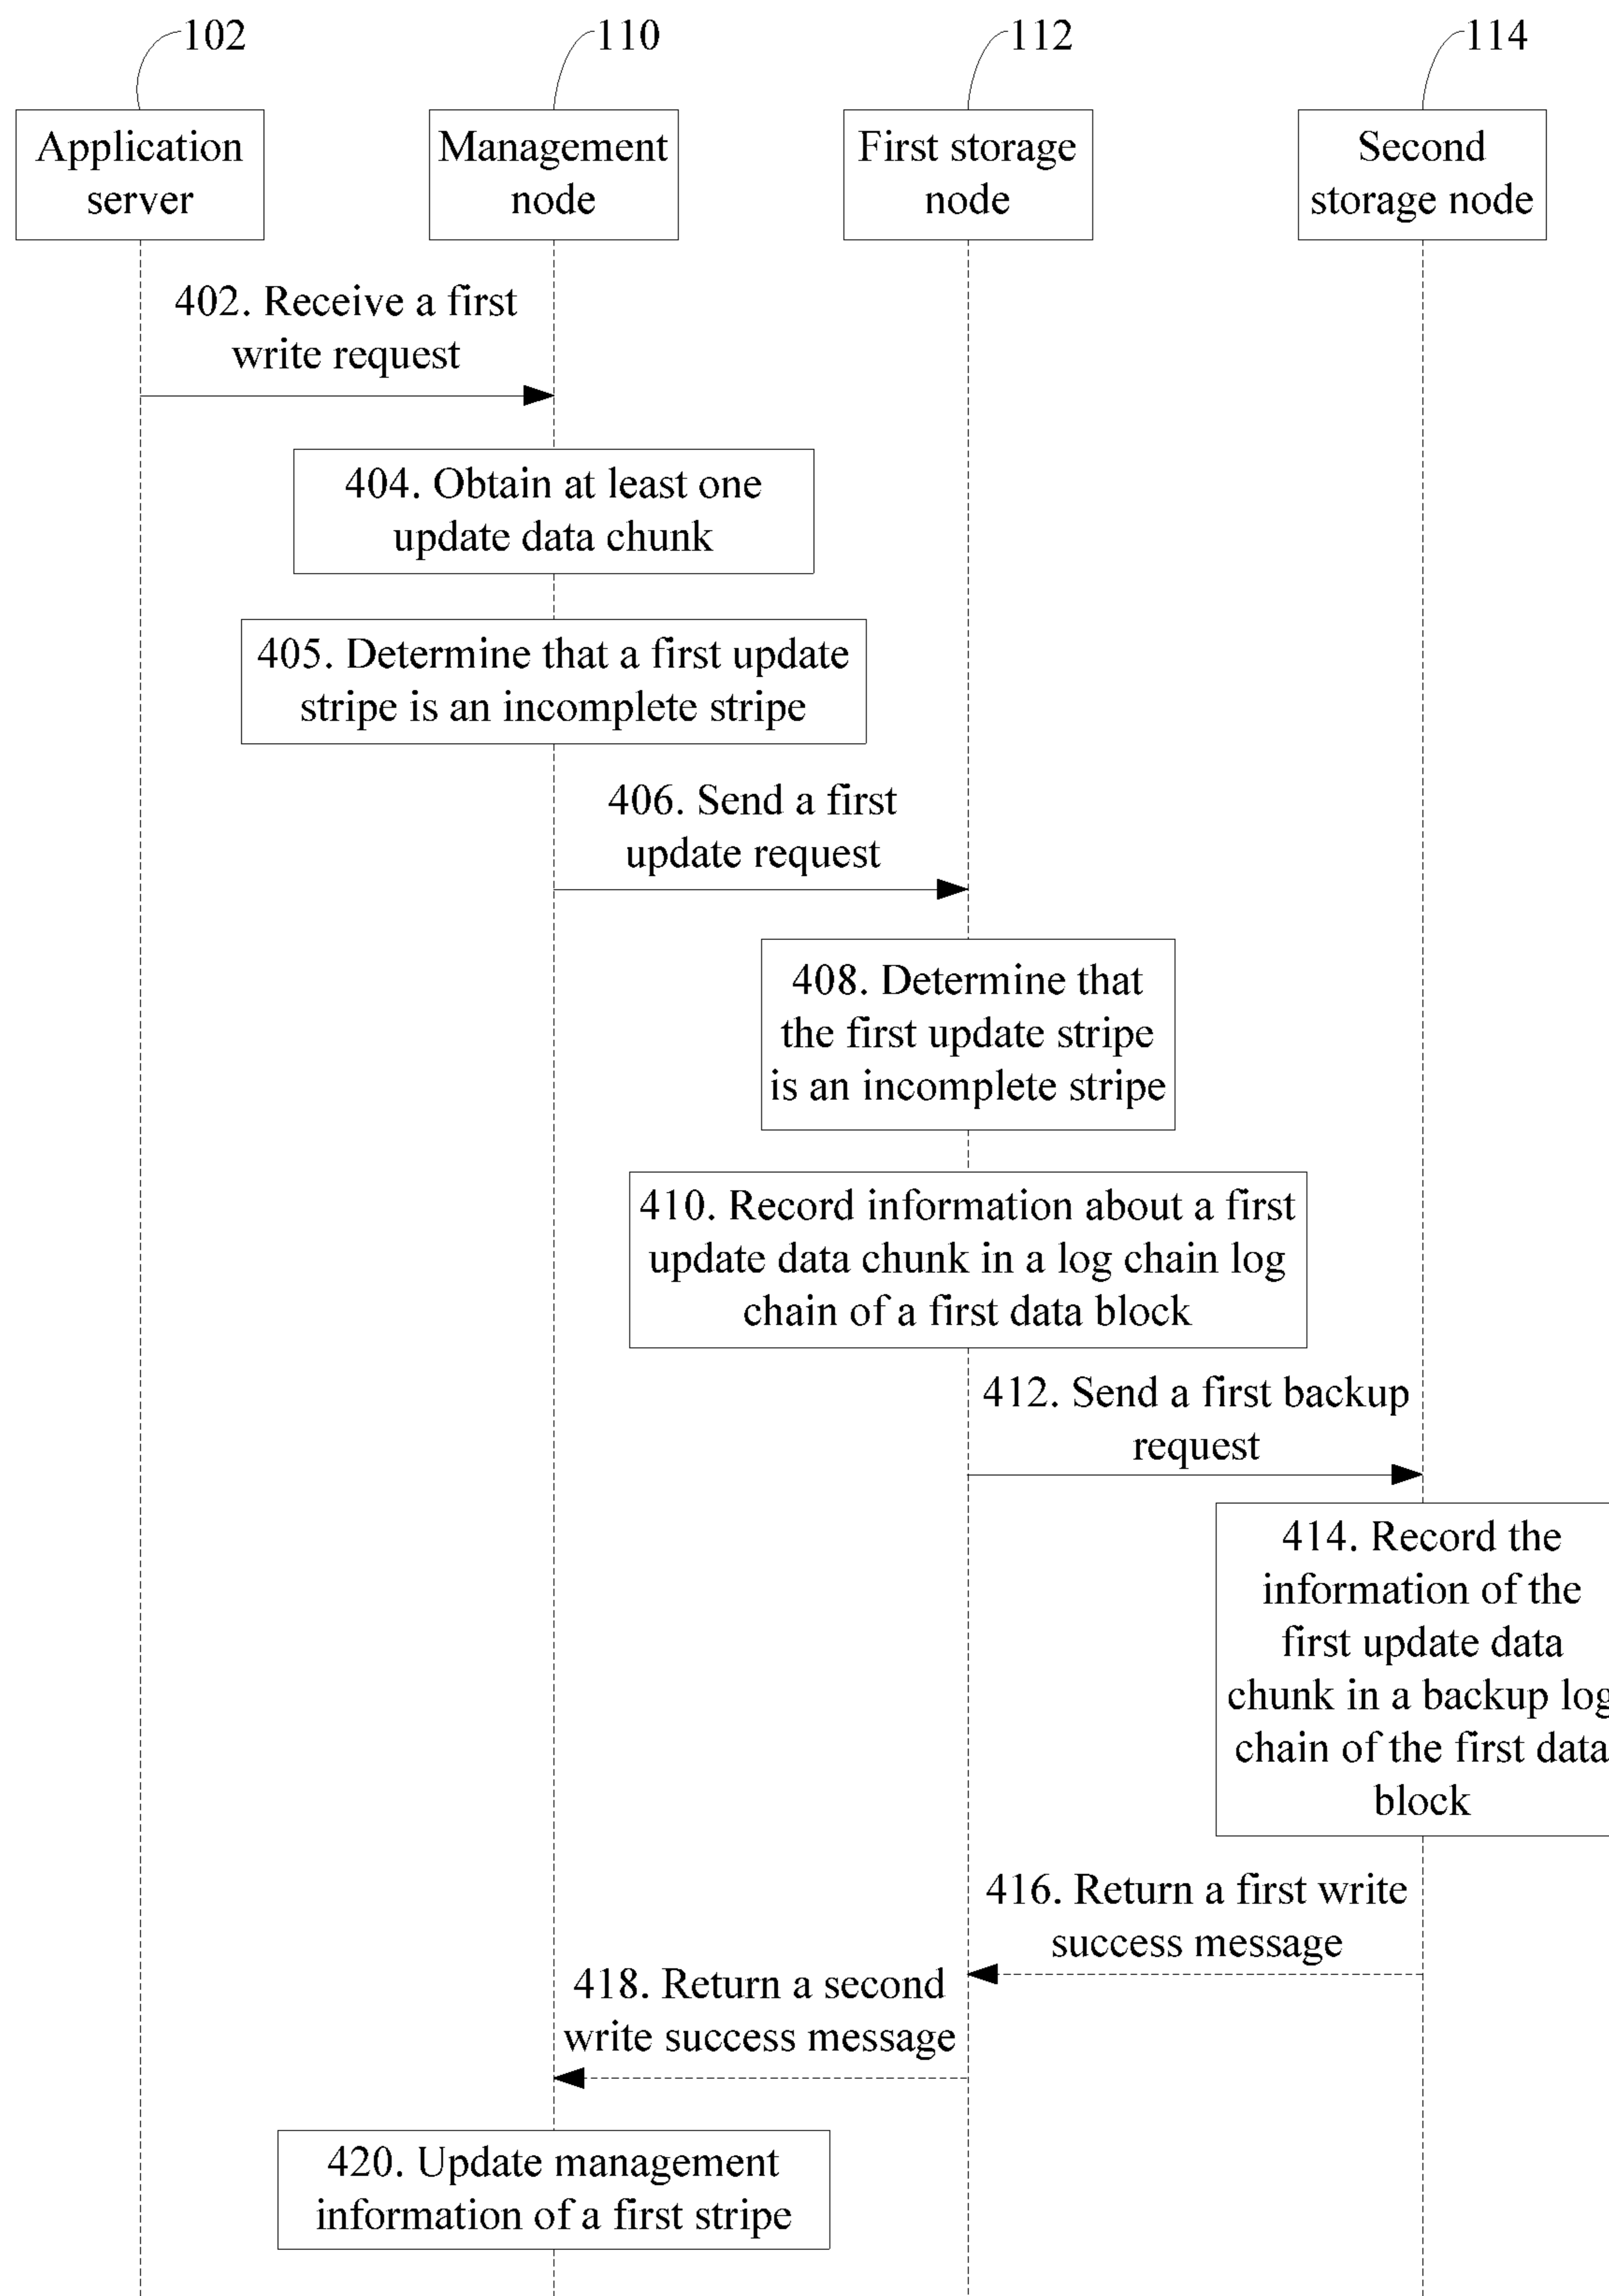 102
110
112
114
Application
server
Management
node
First storage
node
Second
storage node
402. Receive a first
write request
404. Obtain at least one
update data chunk
405. Determine that a first update
stripe is an incomplete stripe
406. Send a first
update request
408. Determine that
the first update stripe
is an incomplete stripe
410. Record information about a first
update data chunk in a log chain log
chain of a first data block
412. Send a first backup
request
414. Record the
information of the
first update data
chunk in a backup log
chain of the first data
block
416. Return a first write
success message
418. Return a second
write success message
420. Update management
information of a first stripe